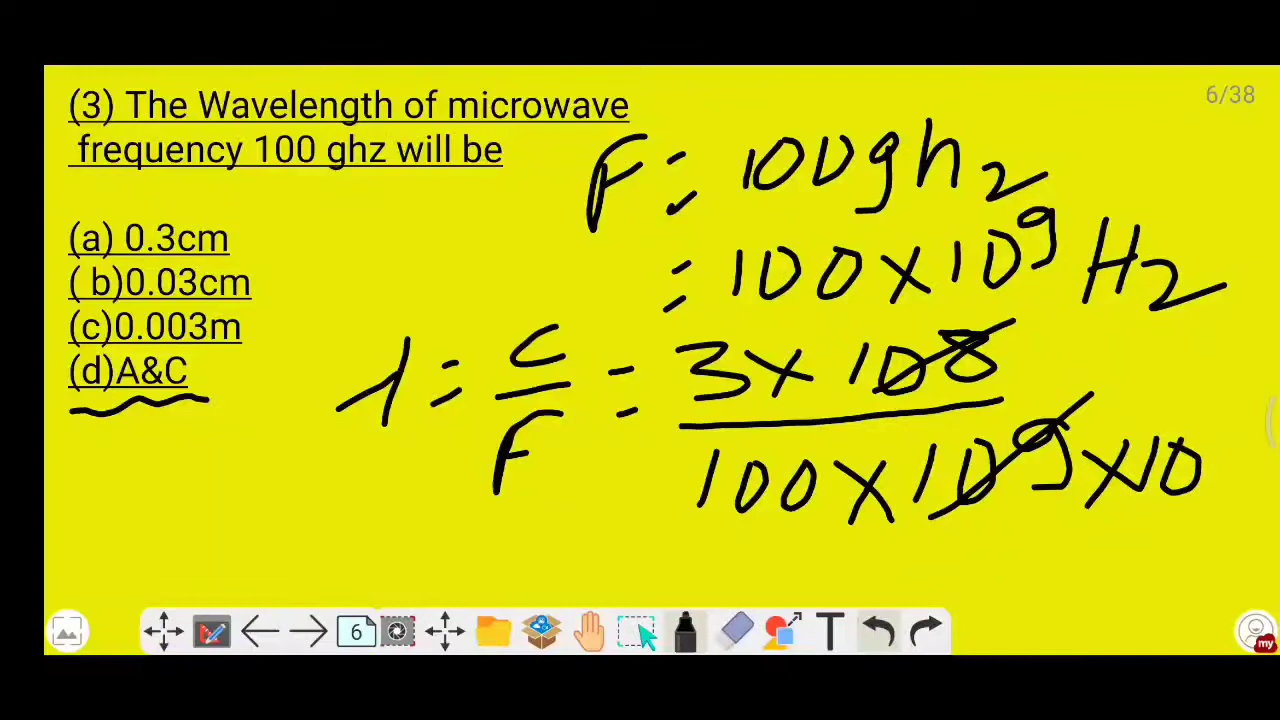 6/38
(3) The Wavelength of microwave
frequency 100 ghz will be
(a) 0.3cm
( b)0.03cm
(c)0.003m
(d)A&C
F = 100ghz
= 100 × 10⁹ Hz
λ = C/F = 3 × 10⁸ / 100 × 10⁹ × 10
6
T
my